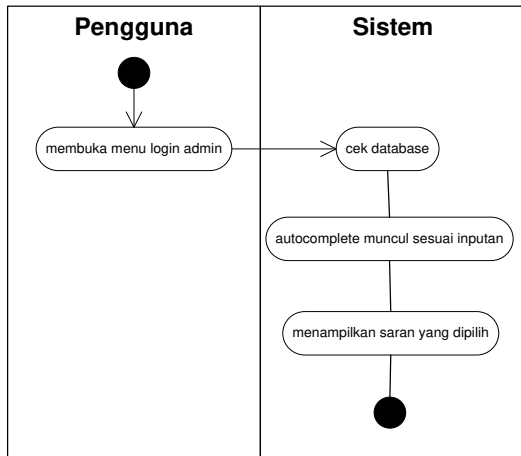 Pengguna
Sistem
membuka menu login admin
cek database
autocomplete muncul sesuai inputan
menampilkan saran yang dipilih